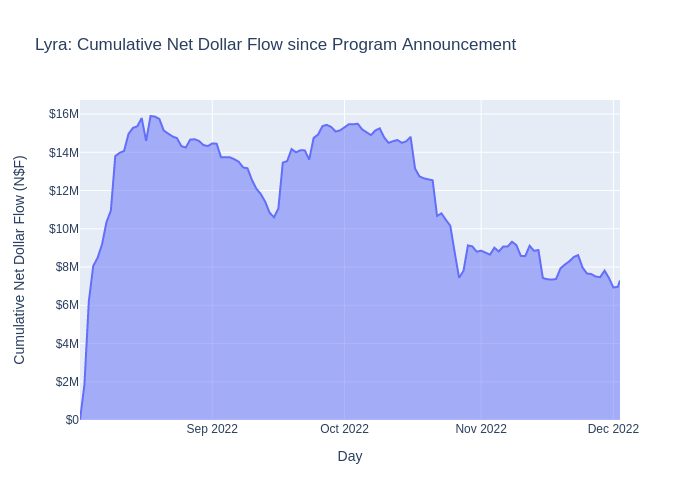 Lyra: Cumulative Net Dollar Flow since Program Announcement
Cumulative Net Dollar Flow (N$F)
$16M
$14M
$12M
$10M
$8M
$6M
$4M
$2M
$0
Sep 2022
Oct 2022
Nov 2022
Dec 2022
Day